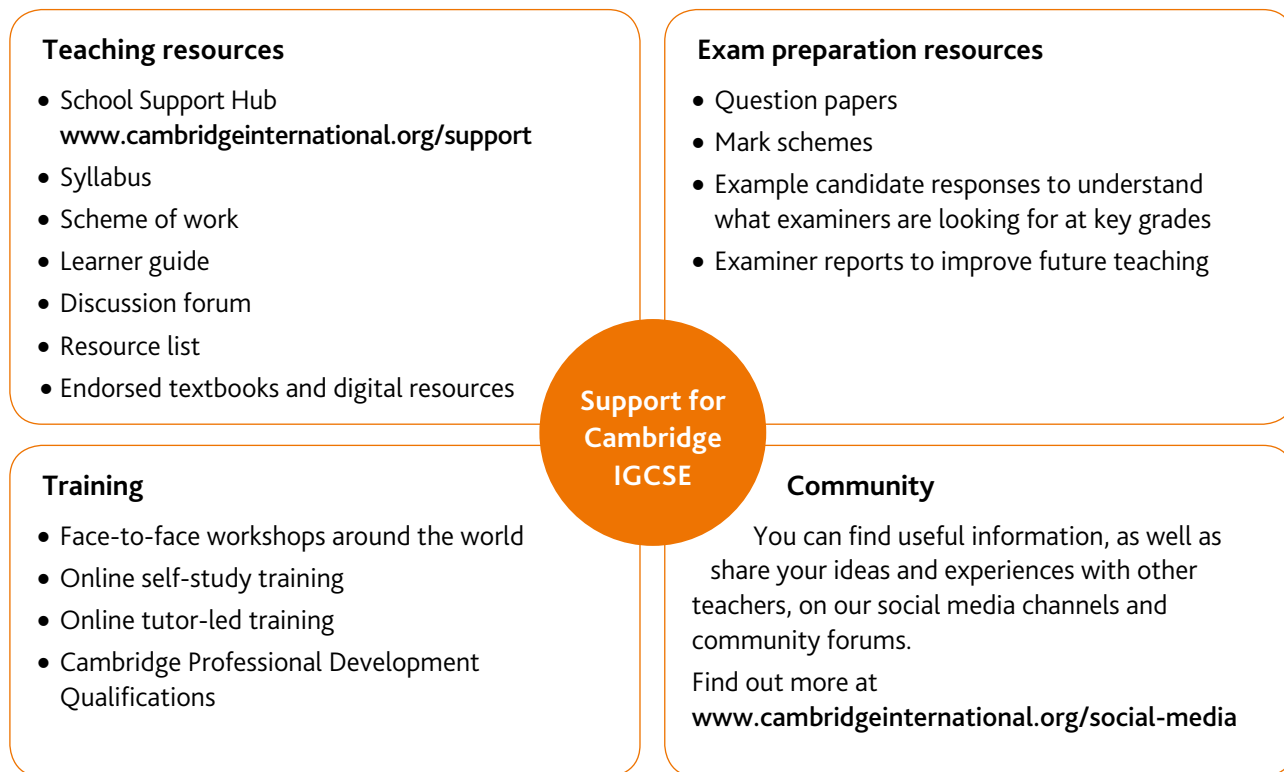 Teaching resources
• School Support Hub
www.cambridgeinternational.org/support
• Syllabus
• Scheme of work
• Learner guide
• Discussion forum
• Resource list
• Endorsed textbooks and digital resources
Exam preparation resources
• Question papers
• Mark schemes
• Example candidate responses to understand
what examiners are looking for at key grades
• Examiner reports to improve future teaching
Support for
Cambridge
IGCSE
Training
• Face-to-face workshops around the world
• Online self-study training
• Online tutor-led training
• Cambridge Professional Development
Qualifications
Community
You can find useful information, as well as
share your ideas and experiences with other
teachers, on our social media channels and
community forums.
Find out more at
www.cambridgeinternational.org/social-media